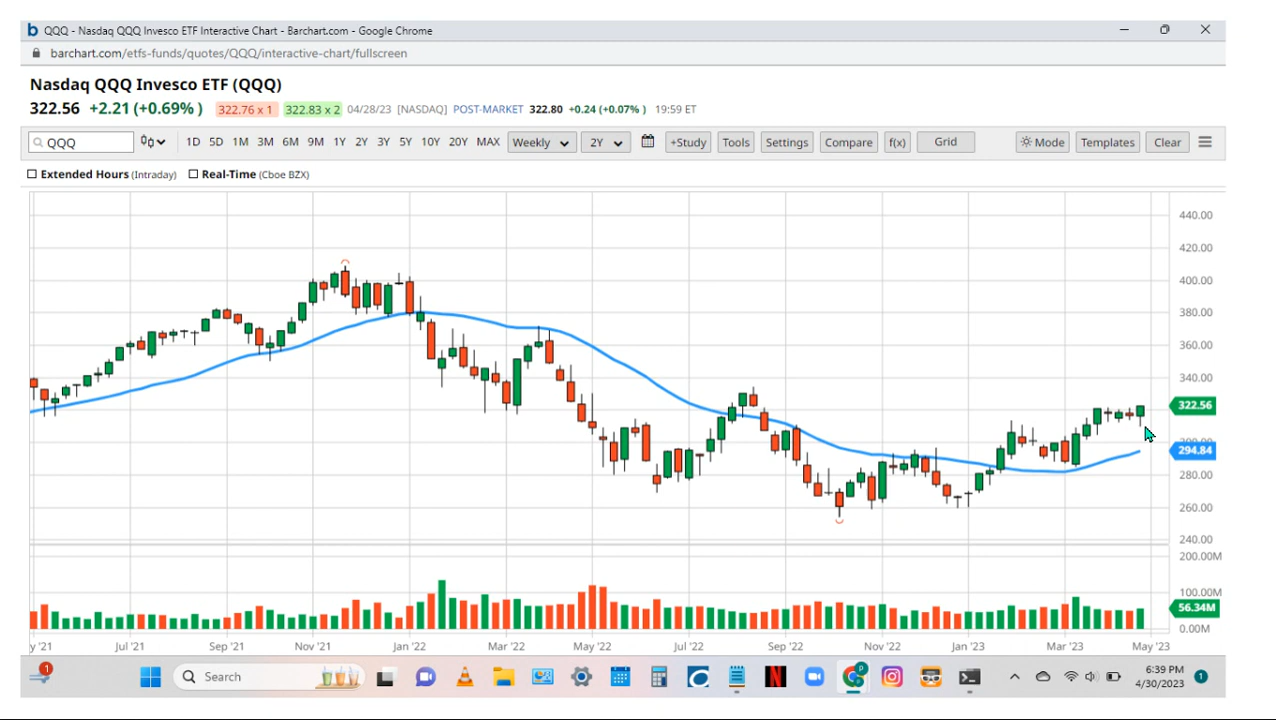 b QQQ - Nasdaq QQQ Invesco ETF Interactive Chart - Barchart.com - Google Chrome
barchart.com/etfs-funds/quotes/QQQ/interactive-chart/fullscreen
Nasdaq QQQ Invesco ETF (QQQ)
322.56 +2.21 (+0.69% ) 322.76 x 1 322.83 x 2 04/28/23 [NASDAQ] POST-MARKET 322.80 +0.24 (+0.07% ) 19:59 ET
QQQ 1D 5D 1M 3M 6M 9M 1Y 2Y 3Y 5Y 10Y 20Y MAX Weekly 2Y +Study Tools Settings Compare f(x) Grid Mode Templates Clear
Extended Hours (Intraday) Real-Time (Cboe BZX)
440.00
420.00
400.00
380.00
360.00
340.00
322.56
300.00
294.84
280.00
260.00
240.00
200.00M
100.00M
56.34M
0.00M
y '21 Jul '21 Sep '21 Nov '21 Jan '22 Mar '22 May '22 Jul '22 Sep '22 Nov '22 Jan '23 Mar '23 May '23
1 Search P 6:39 PM 1
4/30/2023